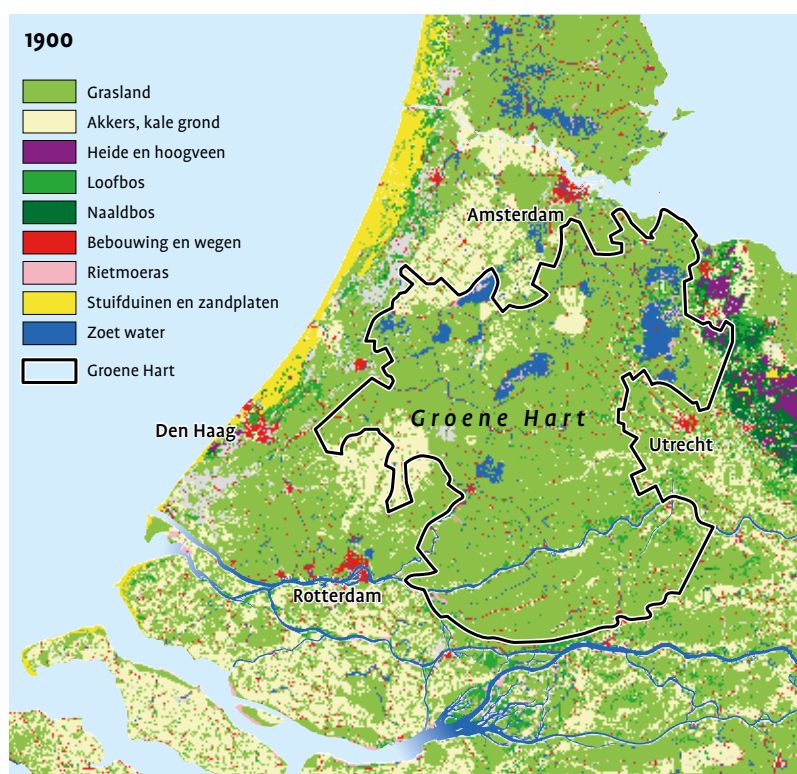 1900
Grasland
Akkers, kale grond
Heide en hoogveen
Loofbos
Naaldbos
Bebouwing en wegen
Rietmoeras
Stuifduinen en zandplaten
Zoet water
Groene Hart
Amsterdam
Groene Hart
Den Haag
Utrecht
Rotterdam